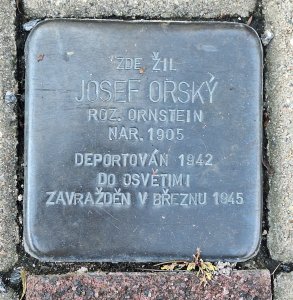 ZDE ŽIL
JOSEF ORSKÝ
ROZ. ORNSTEIN
NAR. 1905
DEPORTOVÁN 1942
DO OSVĚTIMI
ZAVRAŽDĚN V BŘEZNU 1945